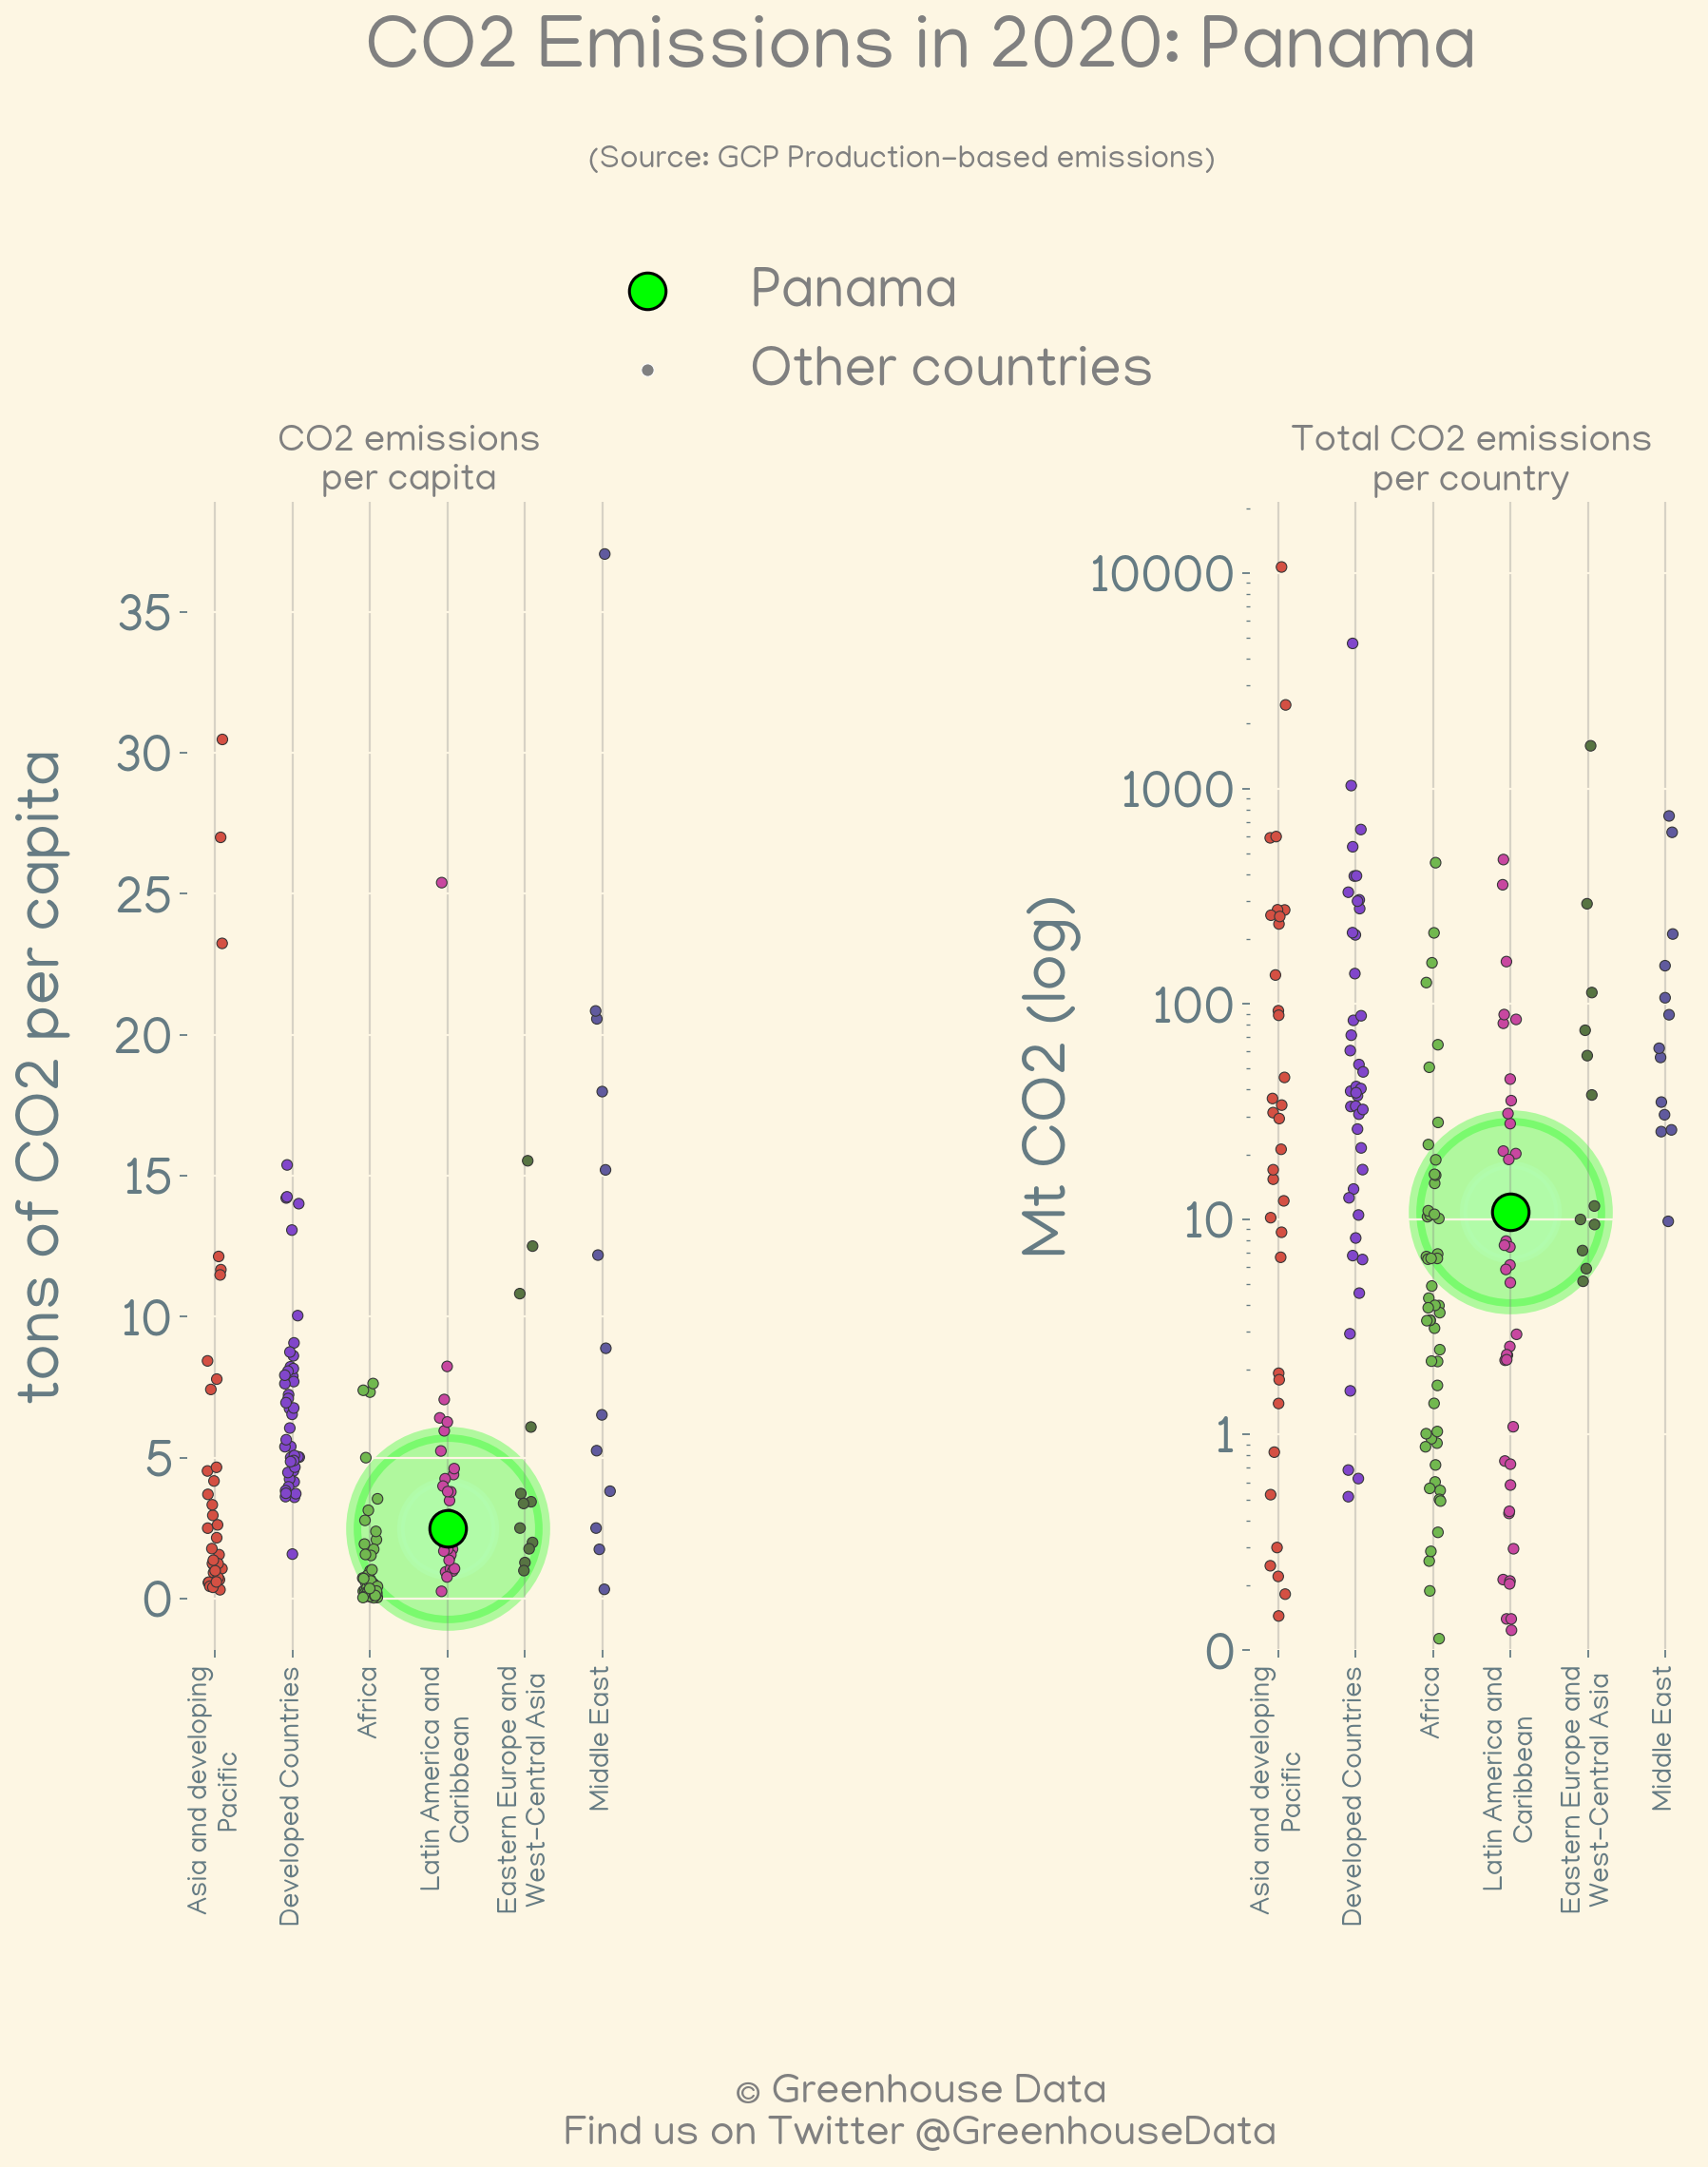 CO2 Emissions in 2020: Panama
(Source: GCP Production-based emissions)
Panama
Other countries
CO2 emissions
per capita
tons of CO2 per capita
35
30
25
20
15
10
5
0
Asia and developing
Pacific
Developed Countries
Africa
Latin America and
Caribbean
Eastern Europe and
West-Central Asia
Middle East
Total CO2 emissions
per country
Mt CO2 (log)
10000
1000
100
10
1
0
Asia and developing
Pacific
Developed Countries
Africa
Latin America and
Caribbean
Eastern Europe and
West-Central Asia
Middle East
© Greenhouse Data
Find us on Twitter @GreenhouseData